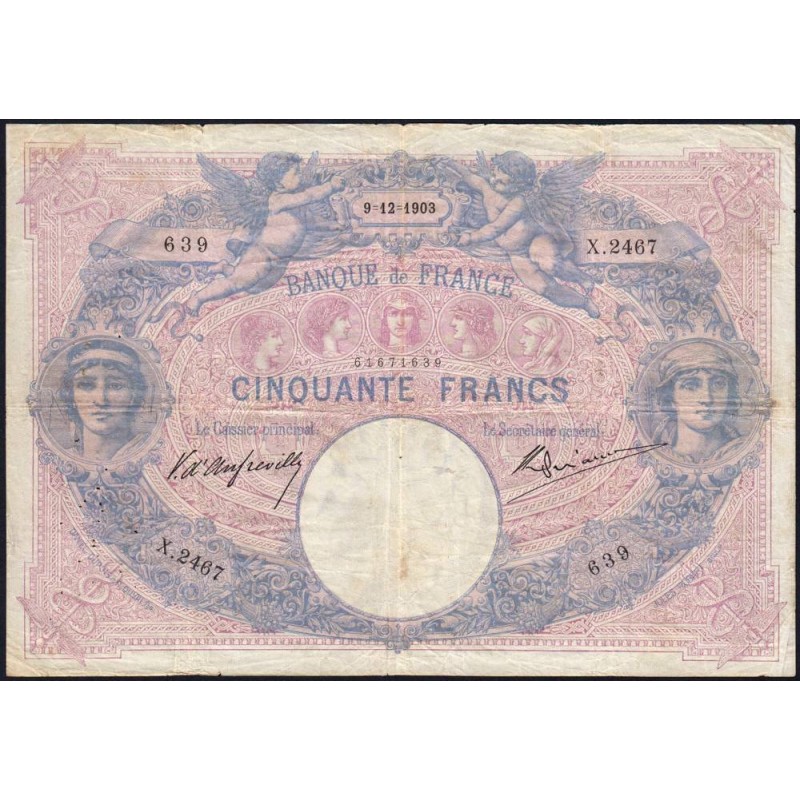 9=12=1903
639 X.2467
BANQUE de FRANCE
61671639
CINQUANTE FRANCS
Le Caissier principal, Le Secrétaire général,
V. d'Anfreville
X.2467 639